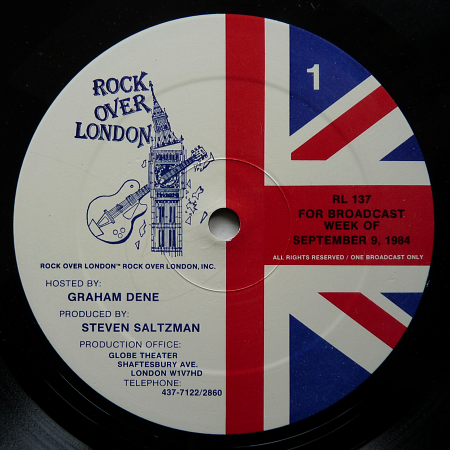 ROCK
OVER
LONDON
ROCK OVER LONDON™ ROCK OVER LONDON, INC.
HOSTED BY:
GRAHAM DENE
PRODUCED BY:
STEVEN SALTZMAN
PRODUCTION OFFICE:
GLOBE THEATER
SHAFTESBURY AVE.
LONDON W1V7HD
TELEPHONE:
437-7122/2860
1
RL 137
FOR BROADCAST
WEEK OF
SEPTEMBER 9, 1984
ALL RIGHTS RESERVED / ONE BROADCAST ONLY